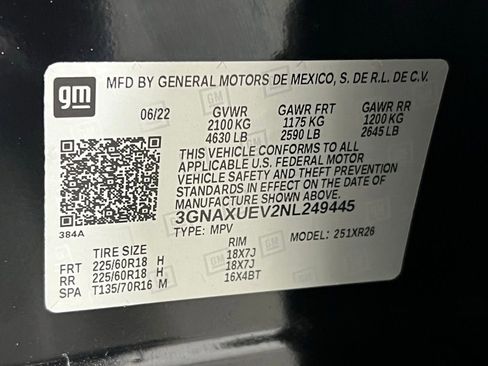 gm
MFD BY GENERAL MOTORS DE MEXICO, S. DE R.L. DE C.V.
06/22 GVWR GAWR FRT GAWR RR
2100 KG 1175 KG 1200 KG
4630 LB 2590 LB 2645 LB
THIS VEHICLE CONFORMS TO ALL
APPLICABLE U.S. FEDERAL MOTOR
VEHICLE SAFETY AND THEFT PREVENTION
STANDARDS IN EFFECT ON THE DATE OF
MANUFACTURE SHOWN ABOVE.
384A
3GNAXUEV2NL249445
TYPE: MPV MODEL: 251XR26
TIRE SIZE RIM
FRT 225/60R18 H 18X7J
RR 225/60R18 H 18X7J
SPA T135/70R16 M 16X4BT